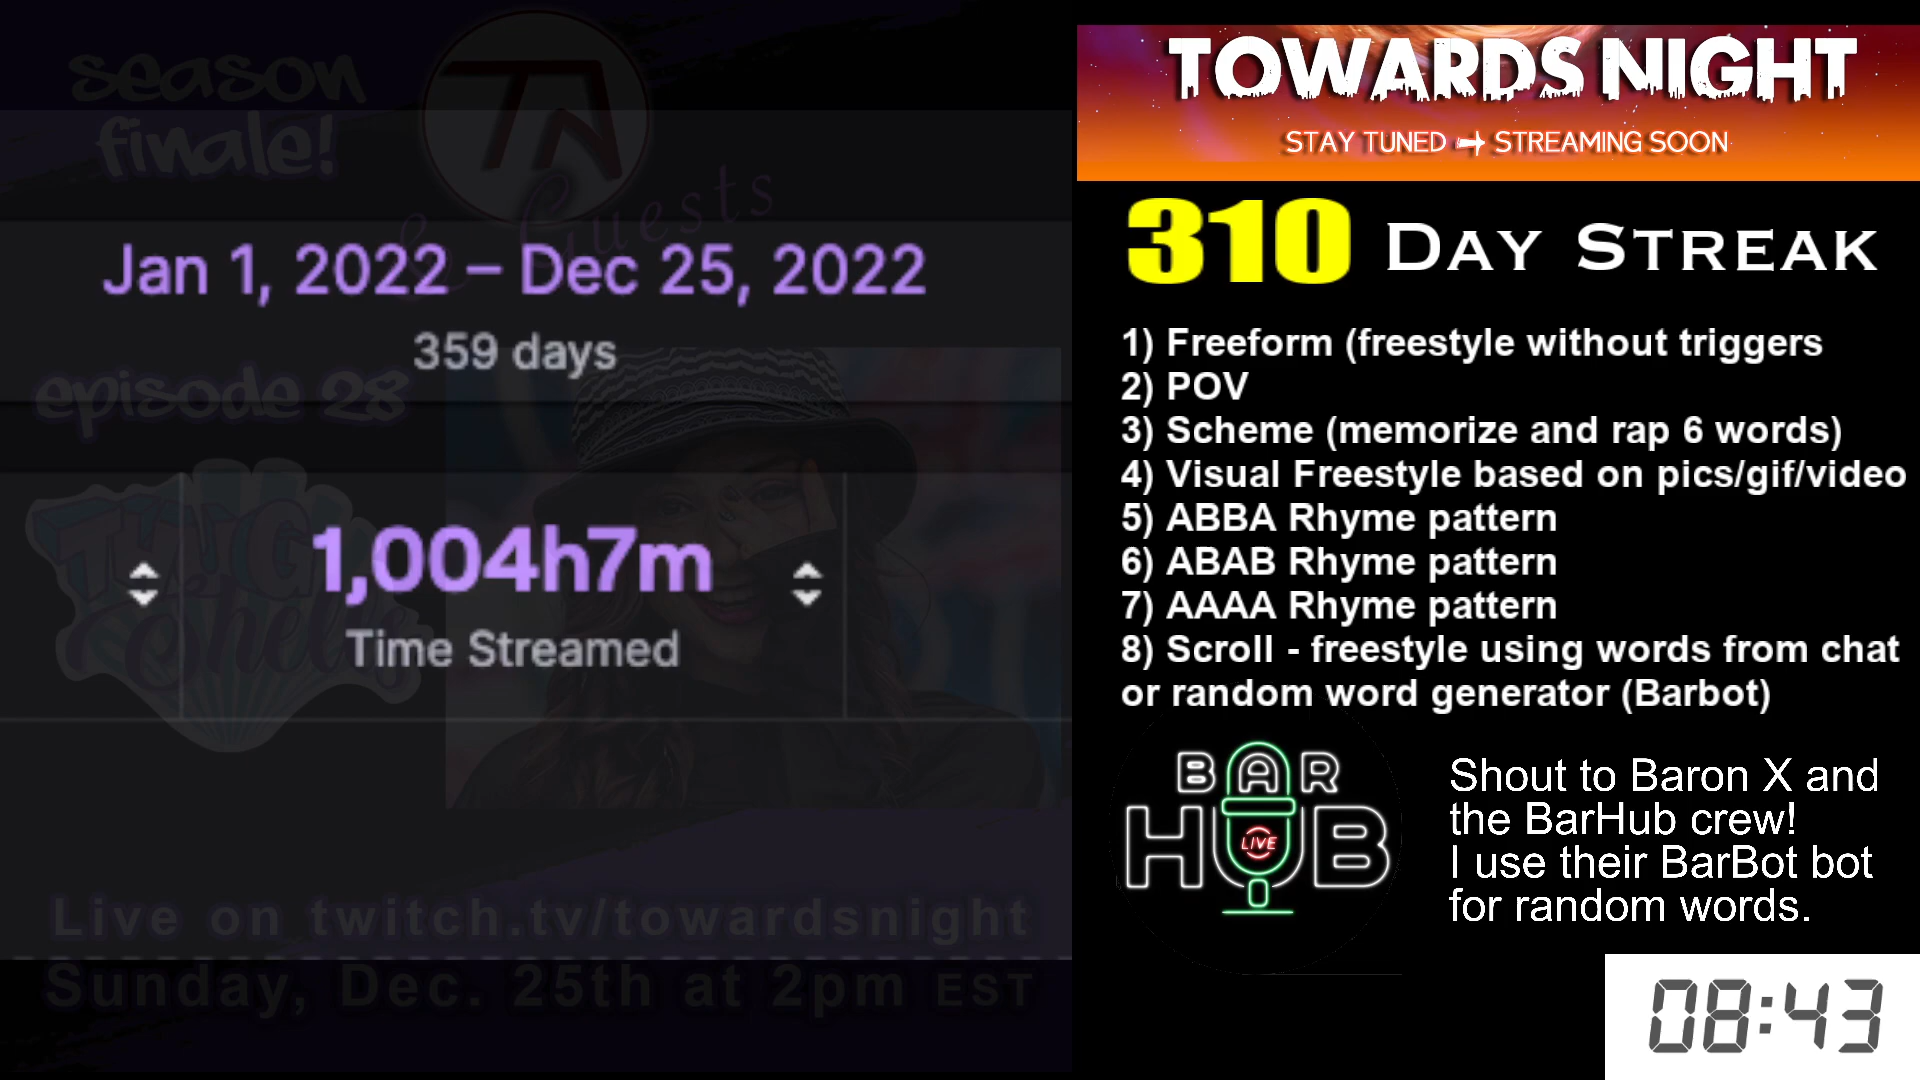 season
finale!
TN
& Guests
Jan 1, 2022 – Dec 25, 2022
359 days
episode 28
1,004h7m
Time Streamed
THUG
Shells
Live on twitch.tv/towardsnight
Sunday, Dec. 25th at 2pm EST
TOWARDS NIGHT
STAY TUNED → STREAMING SOON
310 DAY STREAK
1) Freeform (freestyle without triggers
2) POV
3) Scheme (memorize and rap 6 words)
4) Visual Freestyle based on pics/gif/video
5) ABBA Rhyme pattern
6) ABAB Rhyme pattern
7) AAAA Rhyme pattern
8) Scroll - freestyle using words from chat
or random word generator (Barbot)
BAR
HUB
LIVE
Shout to Baron X and
the BarHub crew!
I use their BarBot bot
for random words.
08:43